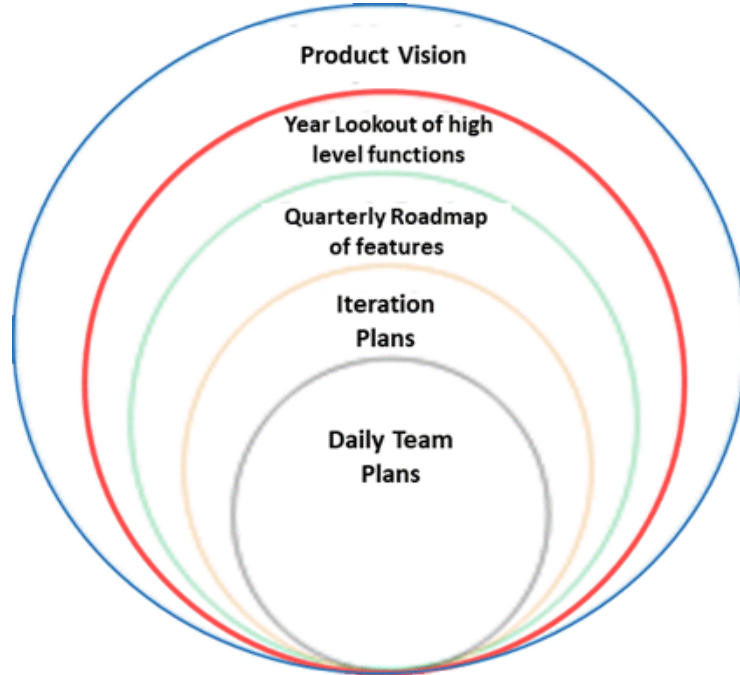 Product Vision
Year Lookout of high
level functions
Quarterly Roadmap
of features
Iteration
Plans
Daily Team
Plans